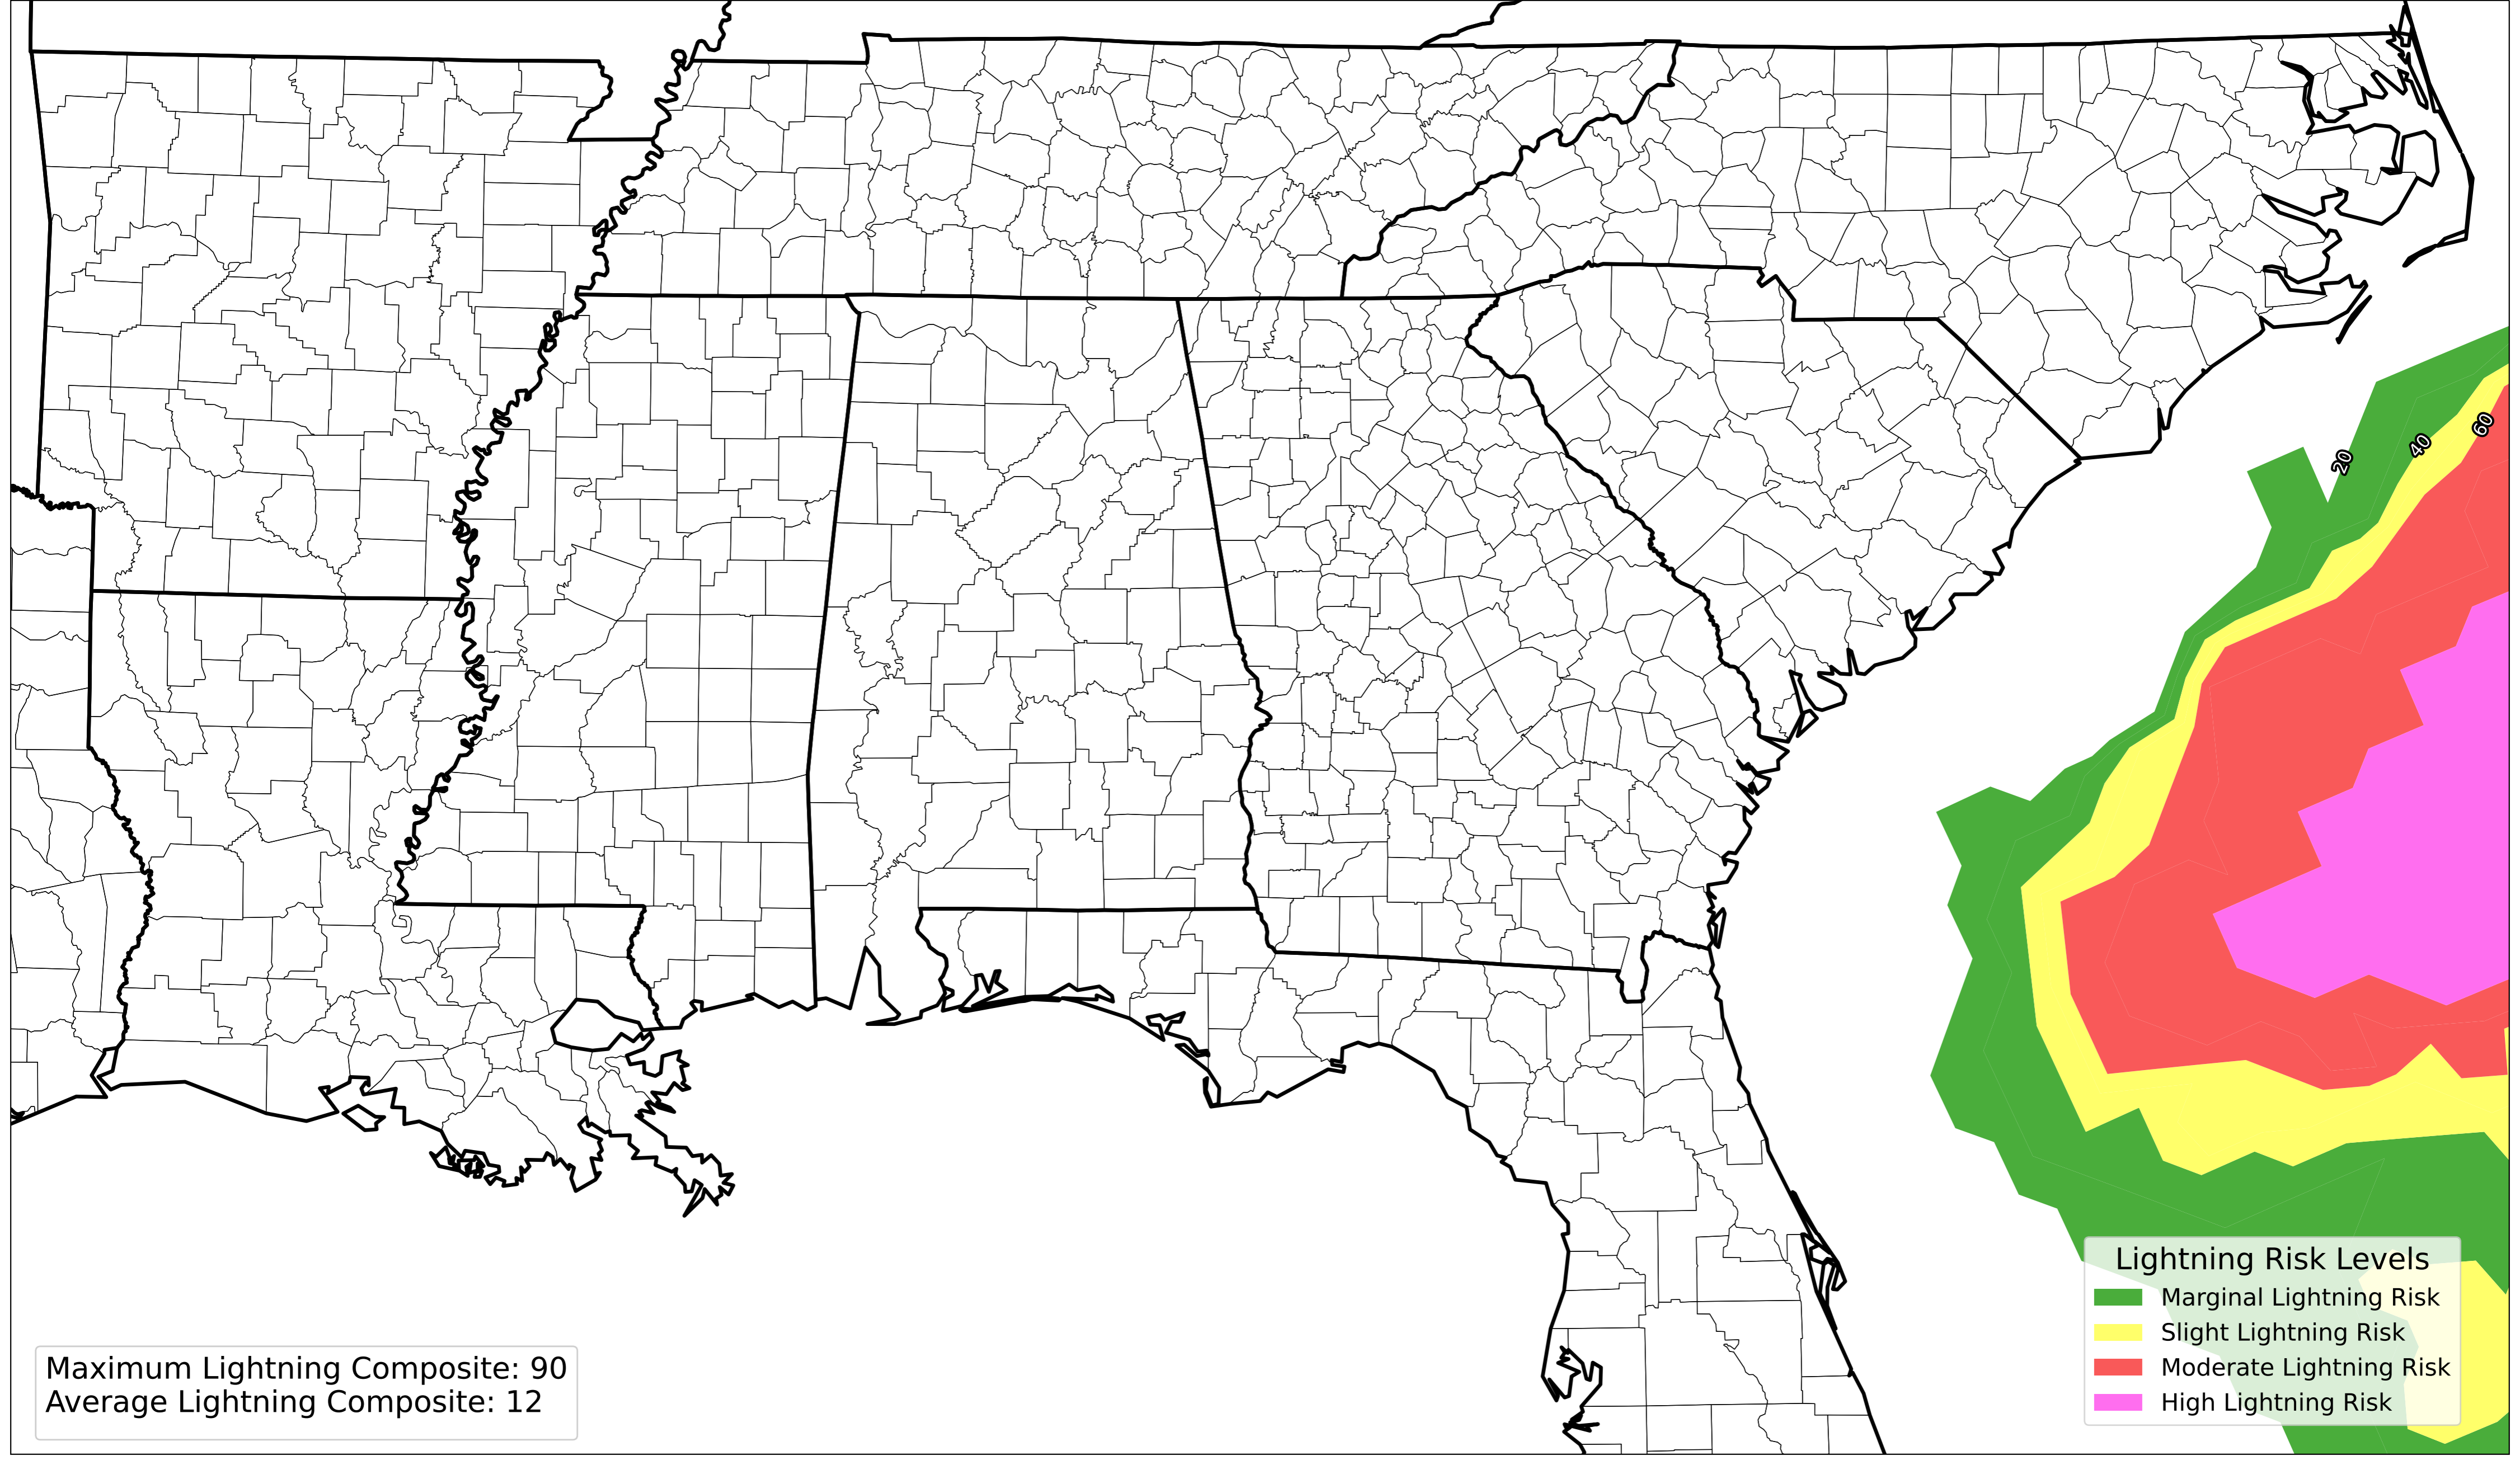 20
40
60
Lightning Risk Levels
Marginal Lightning Risk
Slight Lightning Risk
Moderate Lightning Risk
High Lightning Risk
Maximum Lightning Composite: 90
Average Lightning Composite: 12